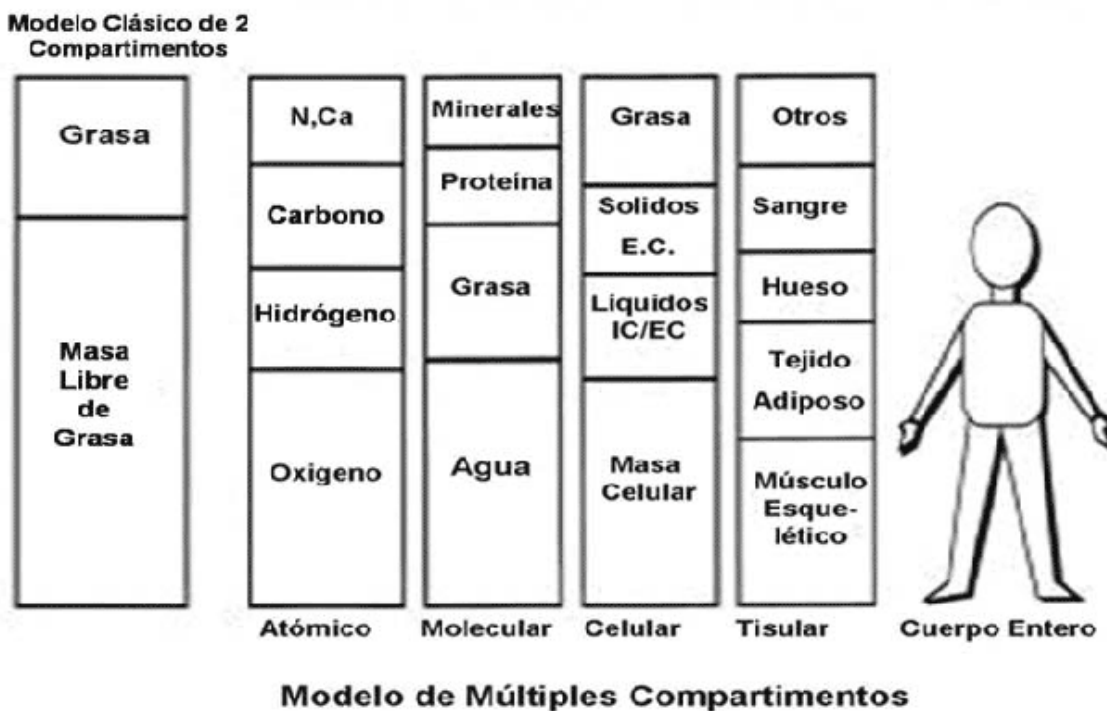 Modelo Clásico de 2
Compartimentos
Grasa
Masa
Libre
de
Grasa
N,Ca
Carbono
Hidrógeno
Oxigeno
Atómico
Minerales
Proteína
Grasa
Agua
Molecular
Grasa
Solidos
E.C.
Liquidos
IC/EC
Masa
Celular
Celular
Otros
Sangre
Hueso
Tejido
Adiposo
Músculo
Esque-
lético
Tisular
Cuerpo Entero
Modelo de Múltiples Compartimentos